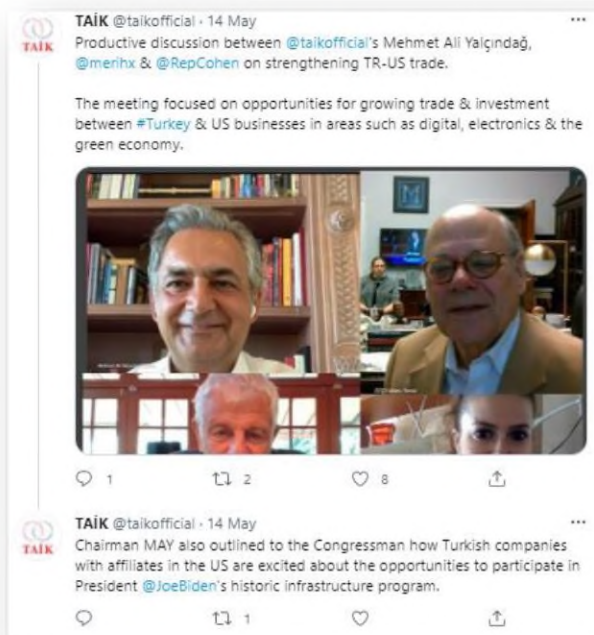 TAİK @taikofficial · 14 May
Productive discussion between @taikofficial's Mehmet Ali Yalçındağ,
@merihx & @RepCohen on strengthening TR-US trade.
The meeting focused on opportunities for growing trade & investment
between #Turkey & US businesses in areas such as digital, electronics & the
green economy.
TAİK
1 2 8
TAİK @taikofficial · 14 May
Chairman MAY also outlined to the Congressman how Turkish companies
with affiliates in the US are excited about the opportunities to participate in
President @JoeBiden's historic infrastructure program.
TAİK
1